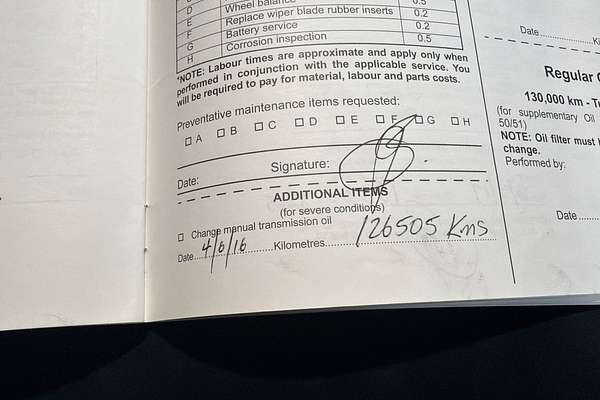 D Wheel balance 0.5
E Replace wiper blade rubber inserts 0.2
F Battery service 0.2
G Corrosion inspection 0.5
H
*NOTE: Labour times are approximate and apply only when
performed in conjunction with the applicable service. You
will be required to pay for material, labour and parts costs.
Preventative maintenance items requested:
☐ A ☐ B ☐ C ☐ D ☐ E ☐ F ☐ G ☐ H
Date: Signature:
ADDITIONAL ITEMS
(for severe conditions)
☐ Change manual transmission oil
Date 4/6/16 Kilometres 126505 Kms
Date
Regular
130,000 km -
(for supplementary Oil
50/51)
NOTE: Oil filter must
change.
Performed by:
Date